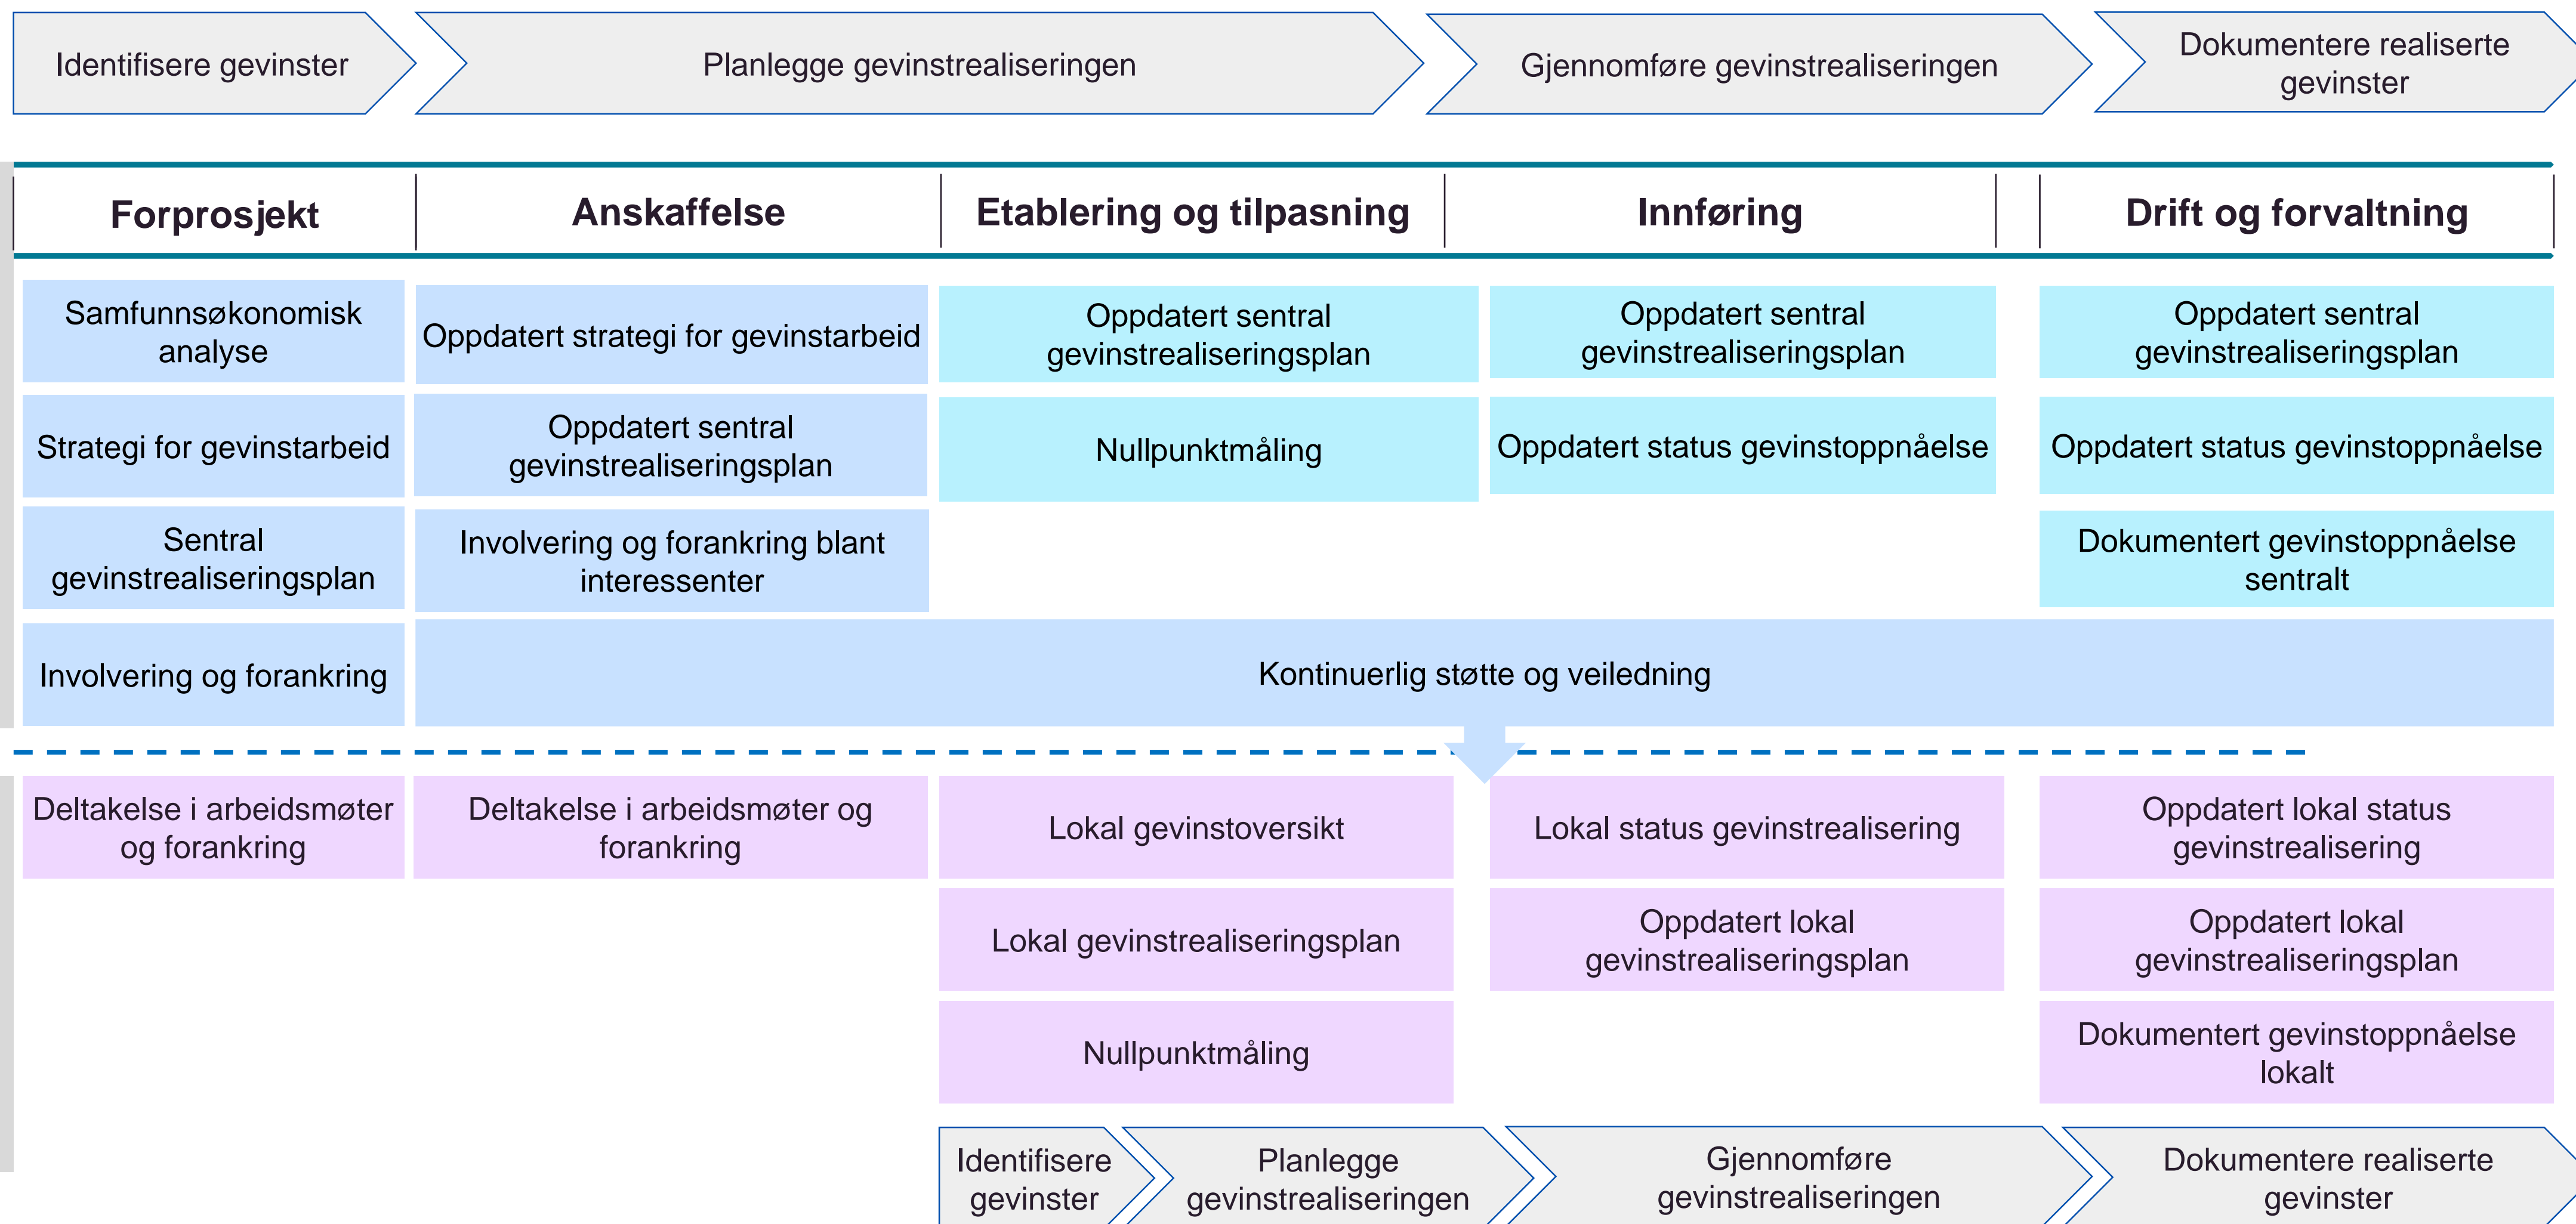 Identifisere gevinster
Planlegge gevinstrealiseringen
Gjennomføre gevinstrealiseringen
Dokumentere realiserte
gevinster
Forprosjekt
Anskaffelse
Etablering og tilpasning
Innføring
Drift og forvaltning
Samfunnsøkonomisk
analyse
Oppdatert strategi for gevinstarbeid
Oppdatert sentral
gevinstrealiseringsplan
Oppdatert sentral
gevinstrealiseringsplan
Oppdatert sentral
gevinstrealiseringsplan
Strategi for gevinstarbeid
Oppdatert sentral
gevinstrealiseringsplan
Nullpunktmåling
Oppdatert status gevinstoppnåelse
Oppdatert status gevinstoppnåelse
Sentral
gevinstrealiseringsplan
Involvering og forankring blant
interessenter
Dokumentert gevinstoppnåelse
sentralt
Involvering og forankring
Kontinuerlig støtte og veiledning
Deltakelse i arbeidsmøter
og forankring
Deltakelse i arbeidsmøter og
forankring
Lokal gevinstoversikt
Lokal status gevinstrealisering
Oppdatert lokal status
gevinstrealisering
Lokal gevinstrealiseringsplan
Oppdatert lokal
gevinstrealiseringsplan
Oppdatert lokal
gevinstrealiseringsplan
Nullpunktmåling
Dokumentert gevinstoppnåelse
lokalt
Identifisere
gevinster
Planlegge
gevinstrealiseringen
Gjennomføre
gevinstrealiseringen
Dokumentere realiserte
gevinster